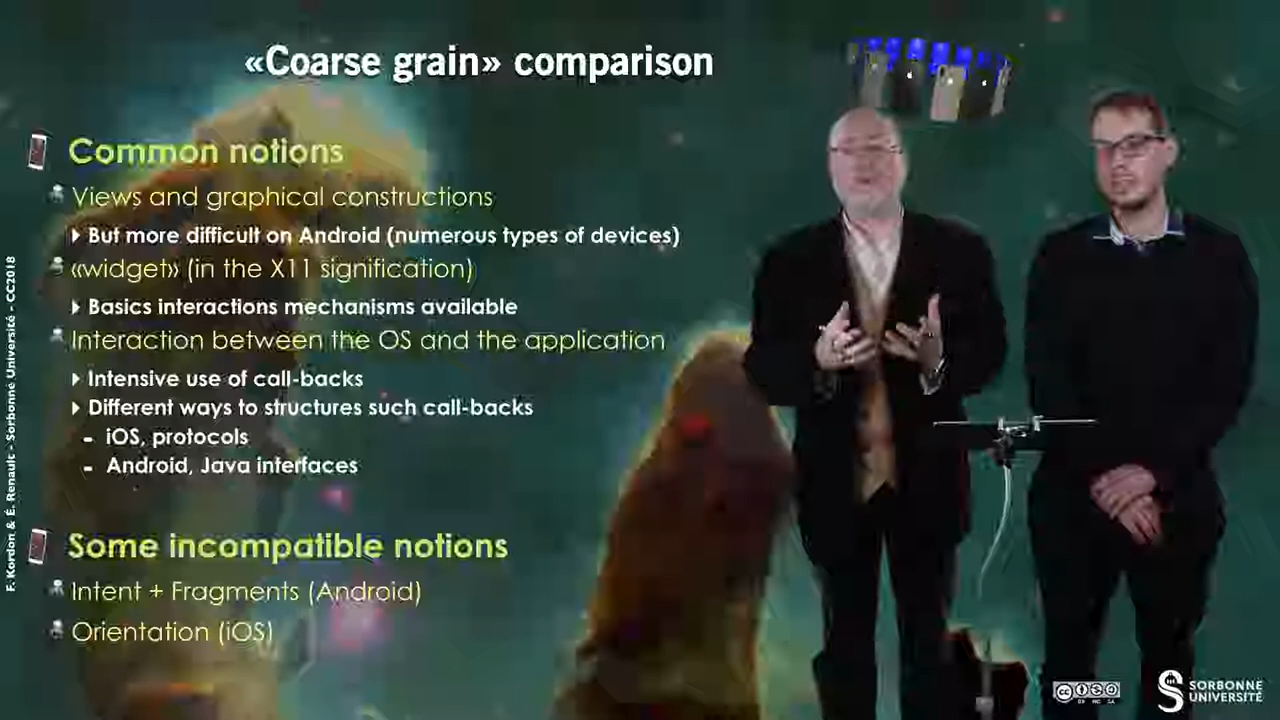 «Coarse grain» comparison
Common notions
Views and graphical constructions
But more difficult on Android (numerous types of devices)
«widget» (in the X11 signification)
Basics interactions mechanisms available
Interaction between the OS and the application
Intensive use of call-backs
Different ways to structures such call-backs
- iOS, protocols
- Android, Java interfaces
Some incompatible notions
Intent + Fragments (Android)
Orientation (iOS)
F. Kordon & E. Renault - Sorbonne Université - CC2018
SORBONNE
UNIVERSITÉ